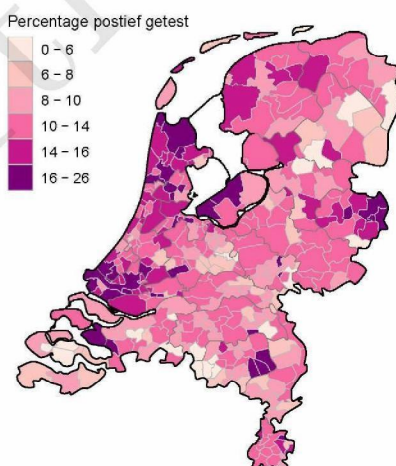 Percentage postief getest
0 – 6
6 – 8
8 – 10
10 – 14
14 – 16
16 – 26